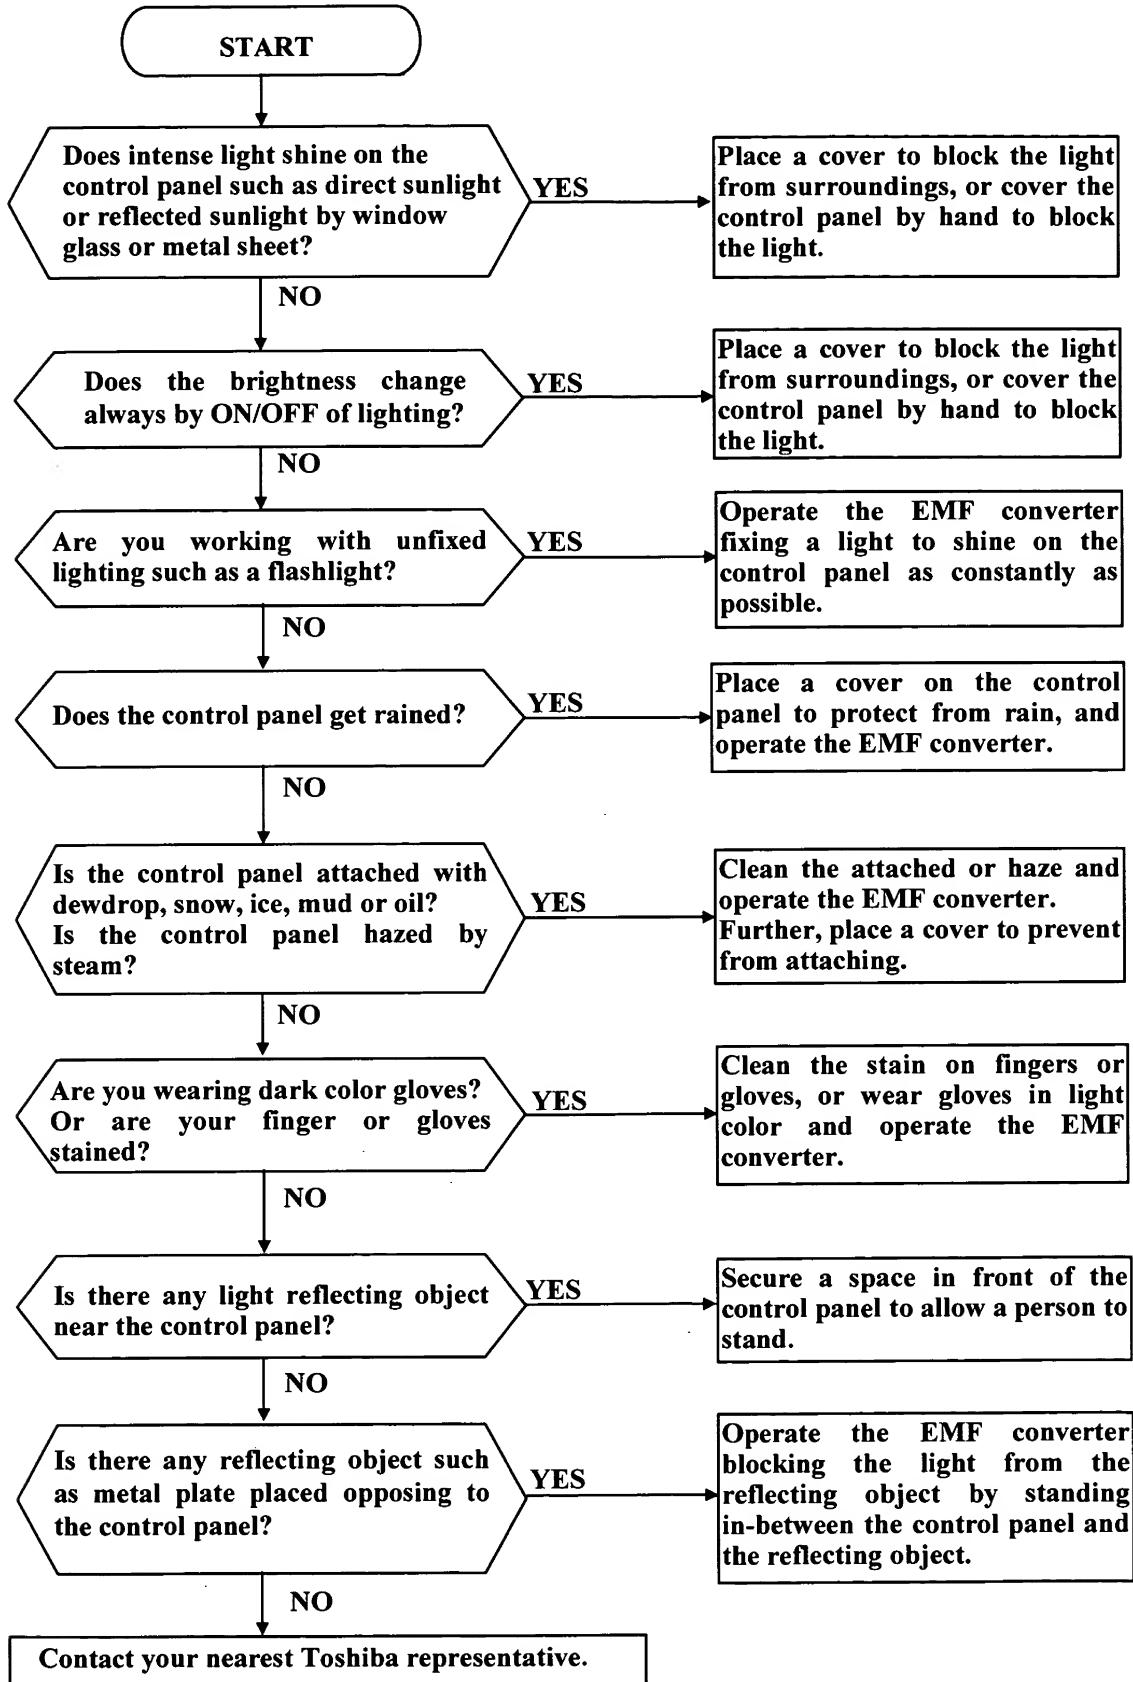 START
Does intense light shine on the
control panel such as direct sunlight
or reflected sunlight by window
glass or metal sheet?
YES
Place a cover to block the light
from surroundings, or cover the
control panel by hand to block
the light.
NO
Does the brightness change
always by ON/OFF of lighting?
YES
Place a cover to block the light
from surroundings, or cover the
control panel by hand to block
the light.
NO
Are you working with unfixed
lighting such as a flashlight?
YES
Operate the EMF converter
fixing a light to shine on the
control panel as constantly as
possible.
NO
Does the control panel get rained?
YES
Place a cover on the control
panel to protect from rain, and
operate the EMF converter.
NO
Is the control panel attached with
dewdrop, snow, ice, mud or oil?
Is the control panel hazed by
steam?
YES
Clean the attached or haze and
operate the EMF converter.
Further, place a cover to prevent
from attaching.
NO
Are you wearing dark color gloves?
Or are your finger or gloves
stained?
YES
Clean the stain on fingers or
gloves, or wear gloves in light
color and operate the EMF
converter.
NO
Is there any light reflecting object
near the control panel?
YES
Secure a space in front of the
control panel to allow a person to
stand.
NO
Is there any reflecting object such
as metal plate placed opposing to
the control panel?
YES
Operate the EMF converter
blocking the light from the
reflecting object by standing
in-between the control panel and
the reflecting object.
NO
Contact your nearest Toshiba representative.